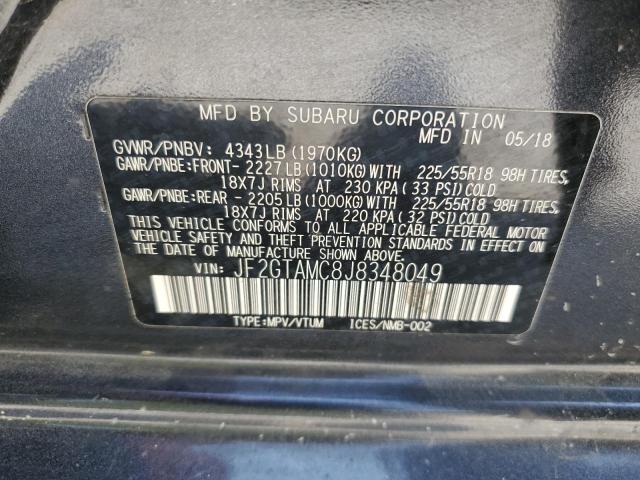 MFD BY SUBARU CORPORATION
MFD IN 05/18
GVWR/PNBV: 4343LB (1970KG)
GAWR/PNBE:FRONT- 2227LB (1010KG)WITH 225/55R18 98H TIRES,
18X7J RIMS AT 230 KPA (33 PSI)COLD
GAWR/PNBE:REAR - 2205LB (1000KG)WITH 225/55R18 98H TIRES,
18X7J RIMS AT 220 KPA (32 PSI)COLD
THIS VEHICLE CONFORMS TO ALL APPLICABLE FEDERAL MOTOR
VEHICLE SAFETY AND THEFT PREVENTION STANDARDS IN EFFECT ON
THE DATE OF MANUFACTURE SHOWN ABOVE.
VIN: JF2GTAMC8J8348049
TYPE:MPV/VTUM ICES/NMB-002